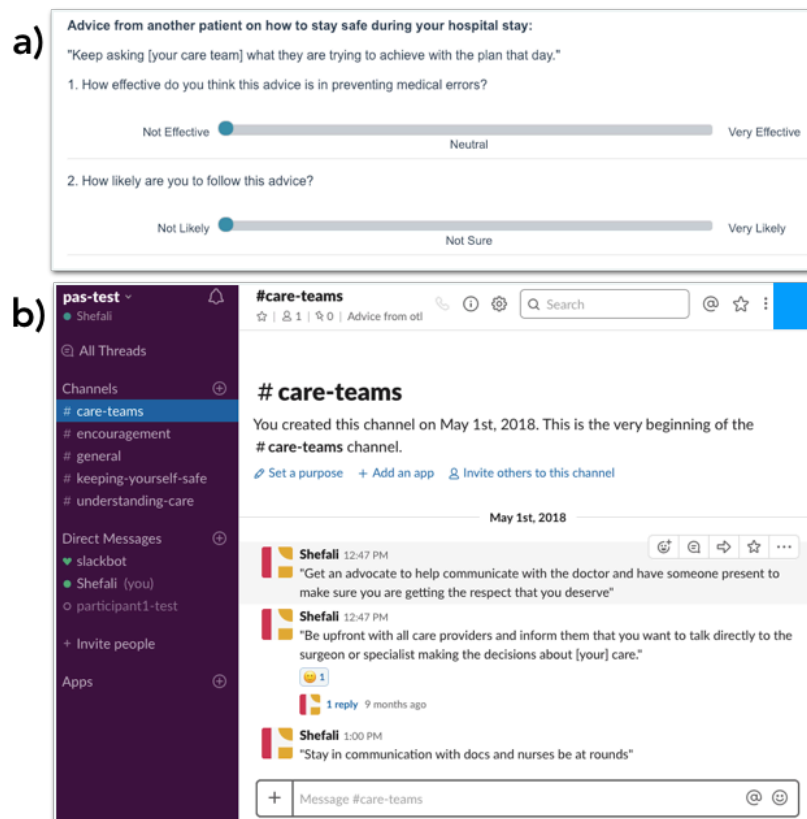 a)
Advice from another patient on how to stay safe during your hospital stay:
"Keep asking [your care team] what they are trying to achieve with the plan that day."
1. How effective do you think this advice is in preventing medical errors?
Not Effective Very Effective
Neutral
2. How likely are you to follow this advice?
Not Likely Very Likely
Not Sure
b)
pas-test
Shefali
All Threads
Channels
# care-teams
# encouragement
# general
# keeping-yourself-safe
# understanding-care
Direct Messages
slackbot
Shefali (you)
participant1-test
+ Invite people
Apps
#care-teams
| 1 | 0 | Advice from otl
Search
# care-teams
You created this channel on May 1st, 2018. This is the very beginning of the
# care-teams channel.
Set a purpose + Add an app Invite others to this channel
May 1st, 2018
Shefali 12:47 PM
"Get an advocate to help communicate with the doctor and have someone present to
make sure you are getting the respect that you deserve"
Shefali 12:47 PM
"Be upfront with all care providers and inform them that you want to talk directly to the
surgeon or specialist making the decisions about [your] care."
1
1 reply 9 months ago
Shefali 1:00 PM
"Stay in communication with docs and nurses be at rounds"
+ Message #care-teams @